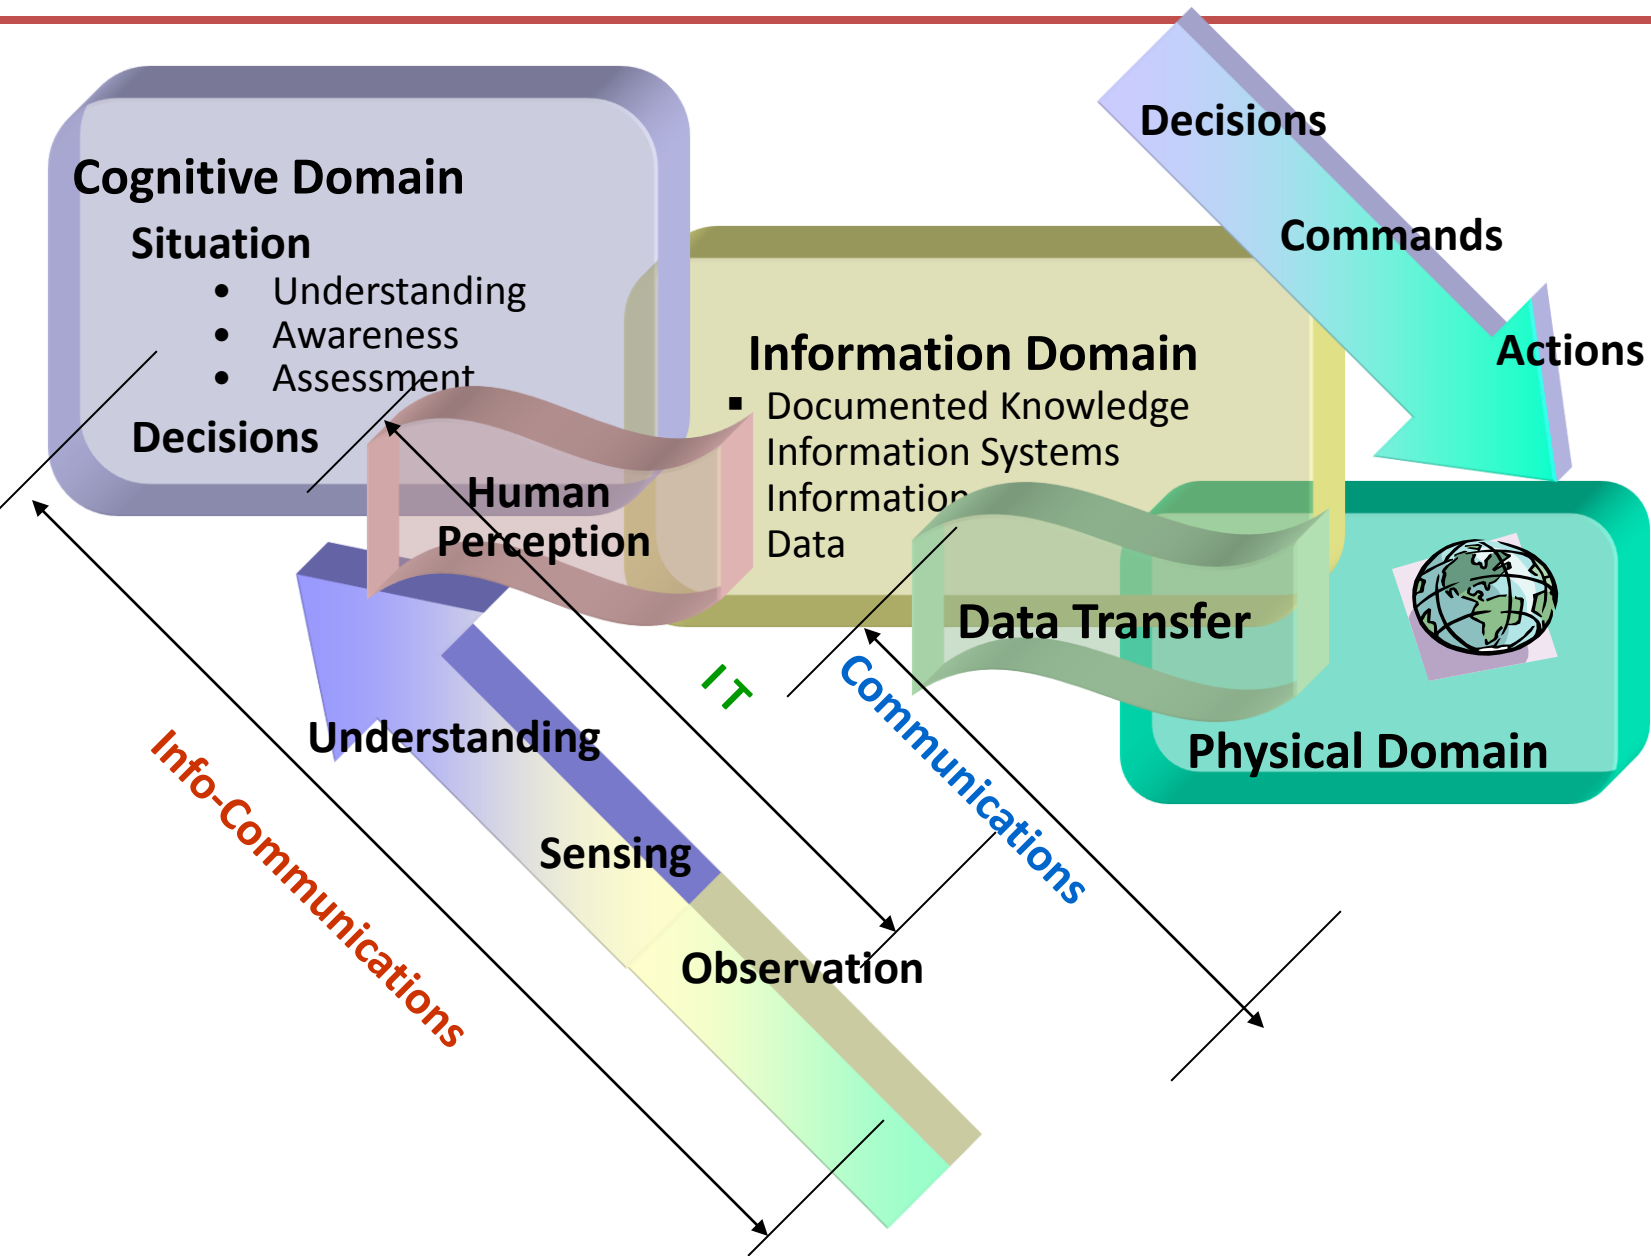 Cognitive Domain
Situation
• Understanding
• Awareness
• Assessment
Decisions
Human
Perception
Information Domain
▪ Documented Knowledge
Information Systems
Information
Data
Data Transfer
Physical Domain
Decisions
Commands
Actions
Understanding
Sensing
Observation
I T
Communications
Info-Communications